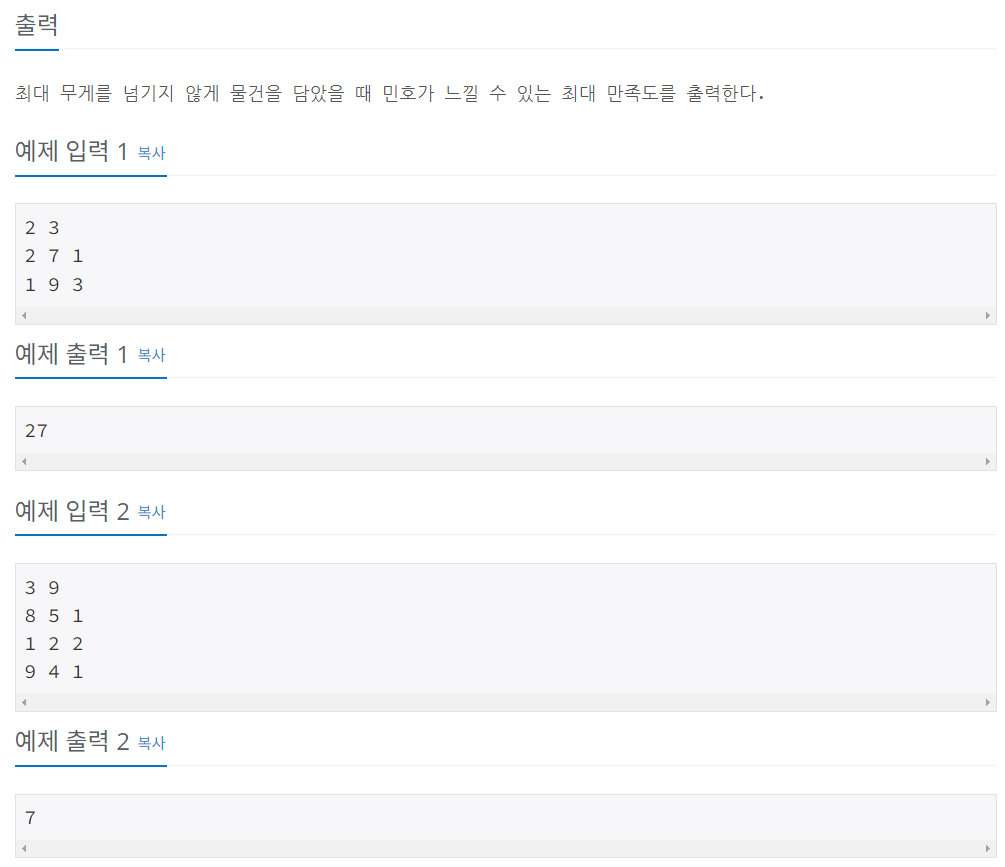 출력
최대 무게를 넘기지 않게 물건을 담았을 때 민호가 느낄 수 있는 최대 만족도를 출력한다.
예제 입력 1 복사
2 3
2 7 1
1 9 3
예제 출력 1 복사
27
예제 입력 2 복사
3 9
8 5 1
1 2 2
9 4 1
예제 출력 2 복사
7